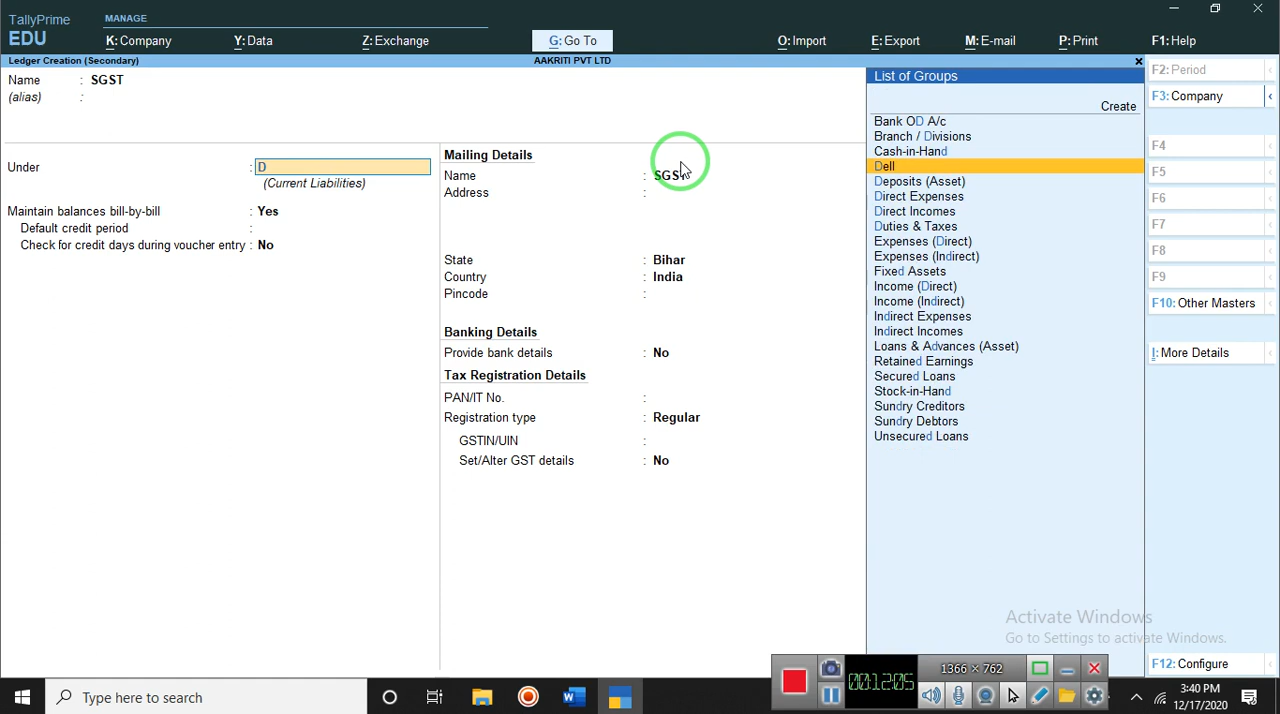 TallyPrime
EDU
MANAGE
K: Company
Y: Data
Z: Exchange
G: Go To
O: Import
E: Export
M: E-mail
P: Print
F1: Help
Ledger Creation (Secondary)
AAKRITI PVT LTD
Name : SGST
(alias) :
Under : D
(Current Liabilities)
Maintain balances bill-by-bill : Yes
Default credit period :
Check for credit days during voucher entry : No
Mailing Details
Name : SGST
Address :
State : Bihar
Country : India
Pincode :
Banking Details
Provide bank details : No
Tax Registration Details
PAN/IT No. :
Registration type : Regular
GSTIN/UIN :
Set/Alter GST details : No
List of Groups
Create
Bank OD A/c
Branch / Divisions
Cash-in-Hand
Dell
Deposits (Asset)
Direct Expenses
Direct Incomes
Duties & Taxes
Expenses (Direct)
Expenses (Indirect)
Fixed Assets
Income (Direct)
Income (Indirect)
Indirect Expenses
Indirect Incomes
Loans & Advances (Asset)
Retained Earnings
Secured Loans
Stock-in-Hand
Sundry Creditors
Sundry Debtors
Unsecured Loans
F2: Period
F3: Company
F4
F5
F6
F7
F8
F9
F10: Other Masters
I: More Details
F12: Configure
Activate Windows
Go to Settings to activate Windows.
00:12:05
1366 × 762
Type here to search
3:40 PM
12/17/2020